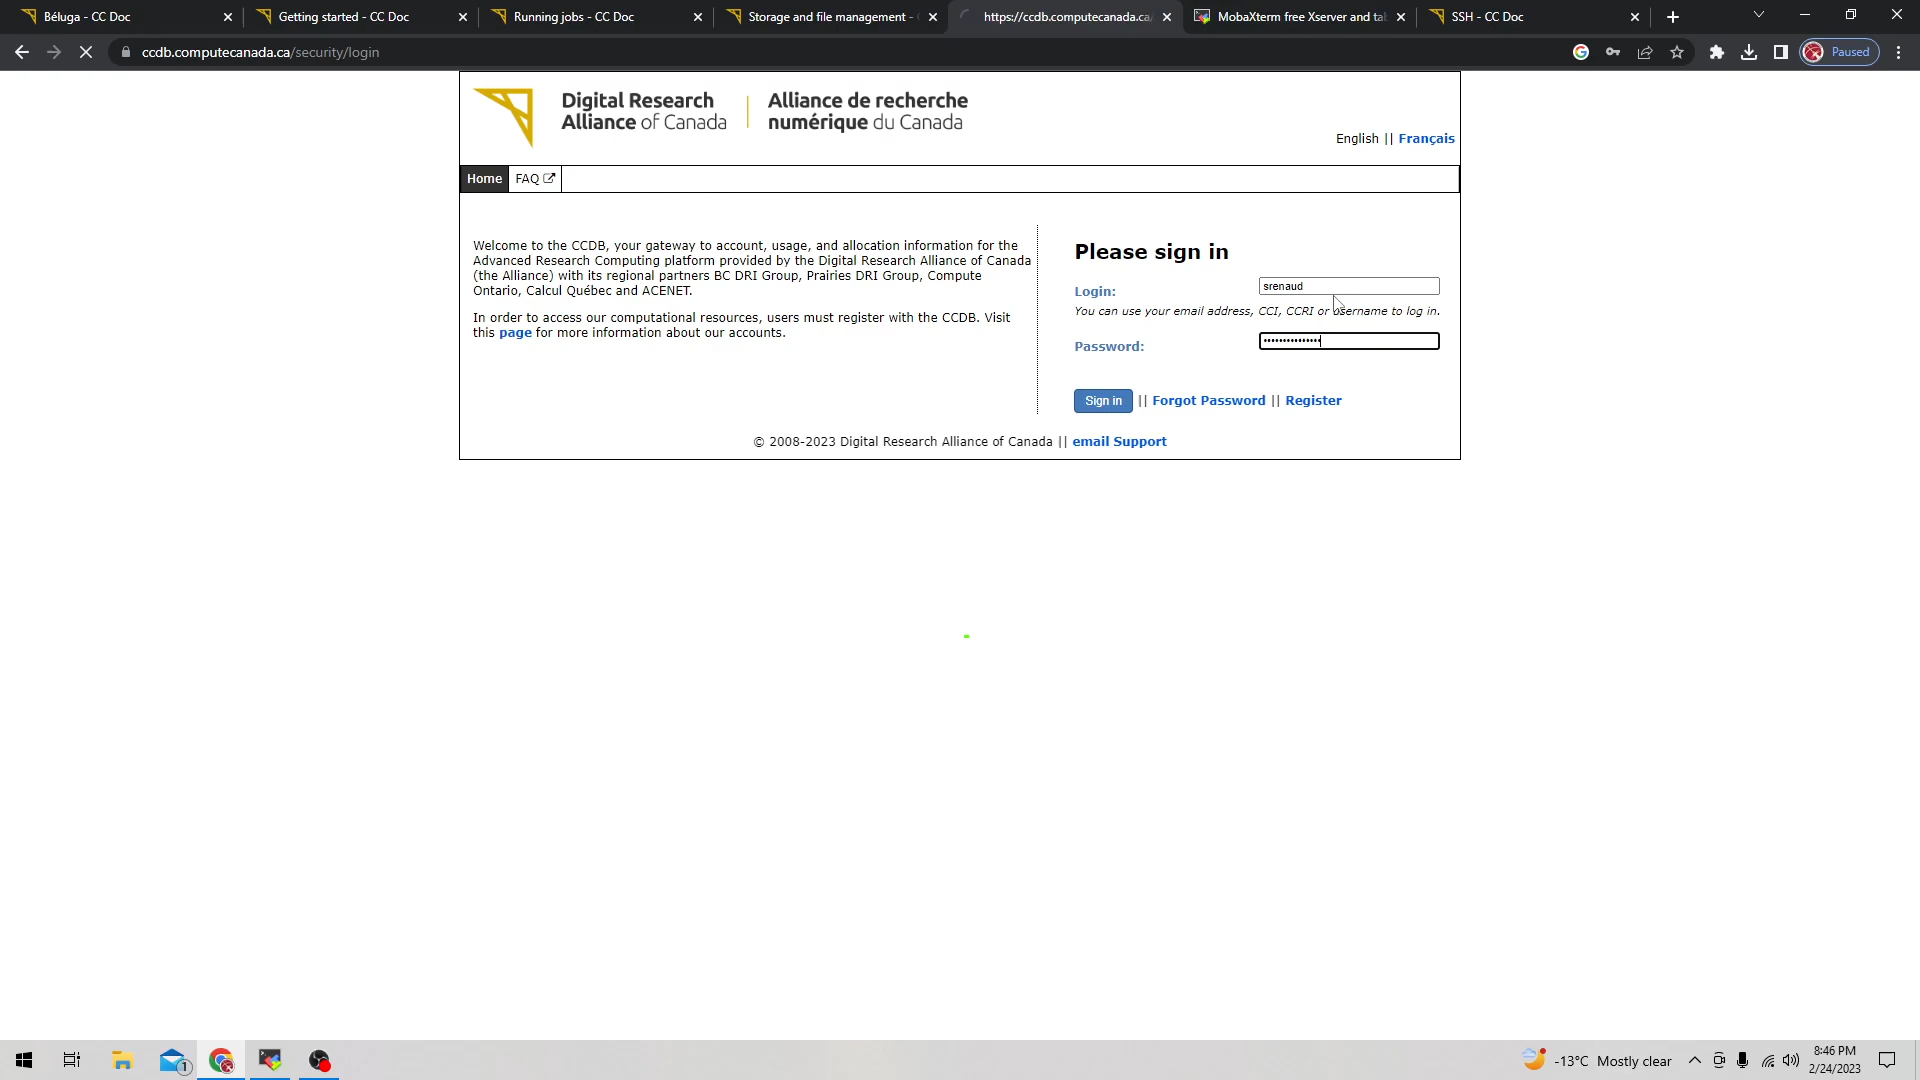 Béluga - CC Doc
Getting started - CC Doc
Running jobs - CC Doc
Storage and file management -
https://ccdb.computecanada.ca/
MobaXterm free Xserver and tab
SSH - CC Doc
ccdb.computecanada.ca/security/login
Paused
Digital Research
Alliance of Canada
Alliance de recherche
numérique du Canada
English || Français
Home
FAQ
Welcome to the CCDB, your gateway to account, usage, and allocation information for the
Advanced Research Computing platform provided by the Digital Research Alliance of Canada
(the Alliance) with its regional partners BC DRI Group, Prairies DRI Group, Compute
Ontario, Calcul Québec and ACENET.
In order to access our computational resources, users must register with the CCDB. Visit
this page for more information about our accounts.
Please sign in
Login:
srenaud
You can use your email address, CCI, CCRI or username to log in.
Password:
Sign in || Forgot Password || Register
© 2008-2023 Digital Research Alliance of Canada || email Support
1
-13°C Mostly clear
8:46 PM
2/24/2023